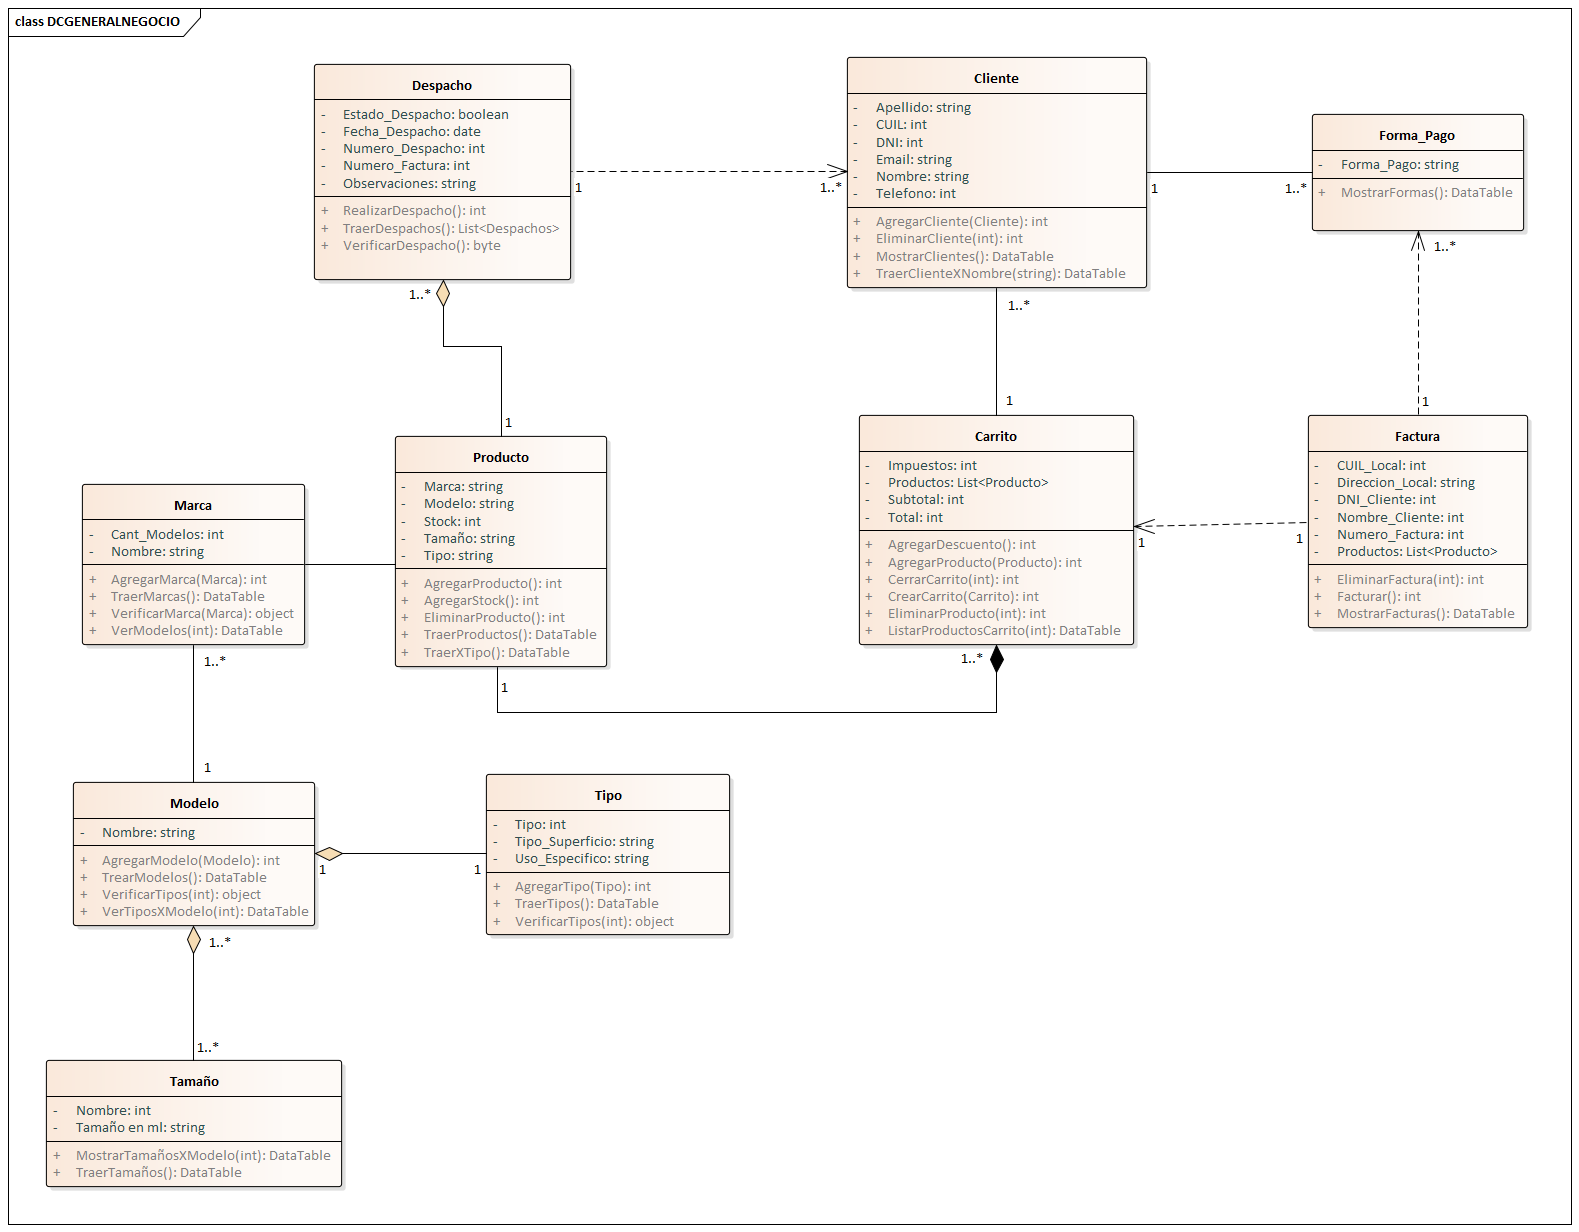 class DCGENERALNEGOCIO
Despacho
- Estado_Despacho: boolean
- Fecha_Despacho: date
- Numero_Despacho: int
- Numero_Factura: int
- Observaciones: string
+ RealizarDespacho(): int
+ TraerDespachos(): List<Despachos>
+ VerificarDespacho(): byte
Cliente
- Apellido: string
- CUIL: int
- DNI: int
- Email: string
- Nombre: string
- Telefono: int
+ AgregarCliente(Cliente): int
+ EliminarCliente(int): int
+ MostrarClientes(): DataTable
+ TraerClienteXNombre(string): DataTable
Forma_Pago
- Forma_Pago: string
+ MostrarFormas(): DataTable
1
1..*
1
1..*
1..*
1..*
1..*
1
1
1
Producto
- Marca: string
- Modelo: string
- Stock: int
- Tamaño: string
- Tipo: string
+ AgregarProducto(): int
+ AgregarStock(): int
+ EliminarProducto(): int
+ TraerProductos(): DataTable
+ TraerXTipo(): DataTable
Carrito
- Impuestos: int
- Productos: List<Producto>
- Subtotal: int
- Total: int
+ AgregarDescuento(): int
+ AgregarProducto(Producto): int
+ CerrarCarrito(int): int
+ CrearCarrito(Carrito): int
+ EliminarProducto(int): int
+ ListarProductosCarrito(int): DataTable
Factura
- CUIL_Local: int
- Direccion_Local: string
- DNI_Cliente: int
- Nombre_Cliente: int
- Numero_Factura: int
- Productos: List<Producto>
+ EliminarFactura(int): int
+ Facturar(): int
+ MostrarFacturas(): DataTable
1
1
Marca
- Cant_Modelos: int
- Nombre: string
+ AgregarMarca(Marca): int
+ TraerMarcas(): DataTable
+ VerificarMarca(Marca): object
+ VerModelos(int): DataTable
1..*
1..*
1
1
Modelo
- Nombre: string
+ AgregarModelo(Modelo): int
+ TrearModelos(): DataTable
+ VerificarTipos(int): object
+ VerTiposXModelo(int): DataTable
Tipo
- Tipo: int
- Tipo_Superficio: string
- Uso_Especifico: string
+ AgregarTipo(Tipo): int
+ TraerTipos(): DataTable
+ VerificarTipos(int): object
1
1
1..*
1..*
Tamaño
- Nombre: int
- Tamaño en ml: string
+ MostrarTamañosXModelo(int): DataTable
+ TraerTamaños(): DataTable